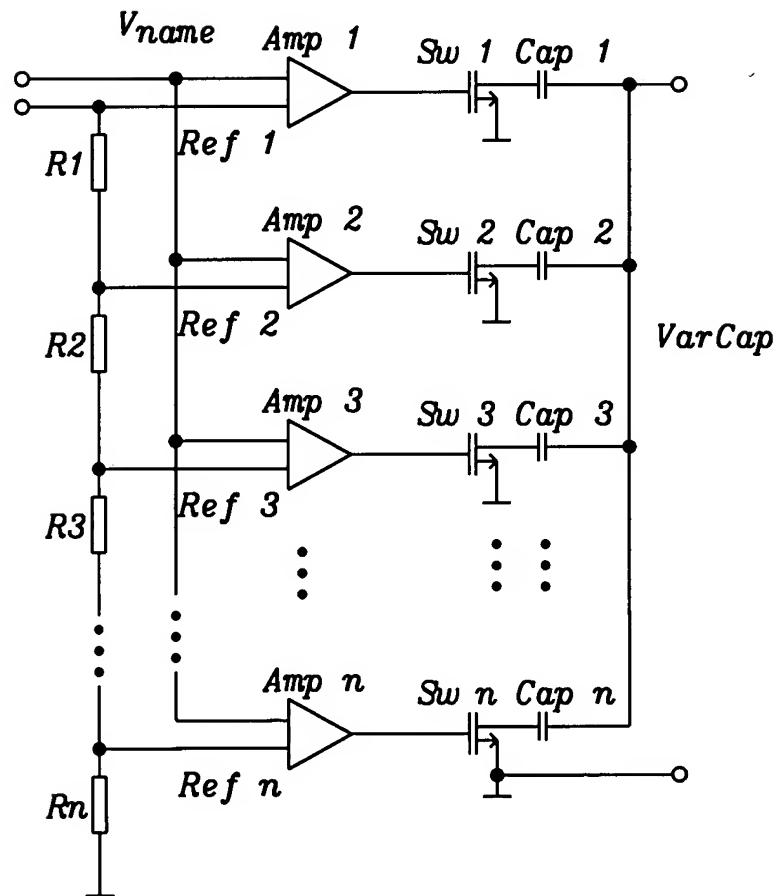 Vname
Amp 1
Sw 1 Cap 1
Ref 1
R1
Amp 2
Sw 2 Cap 2
Ref 2
R2
VarCap
Amp 3
Sw 3 Cap 3
Ref 3
R3
Amp n
Sw n Cap n
Ref n
Rn